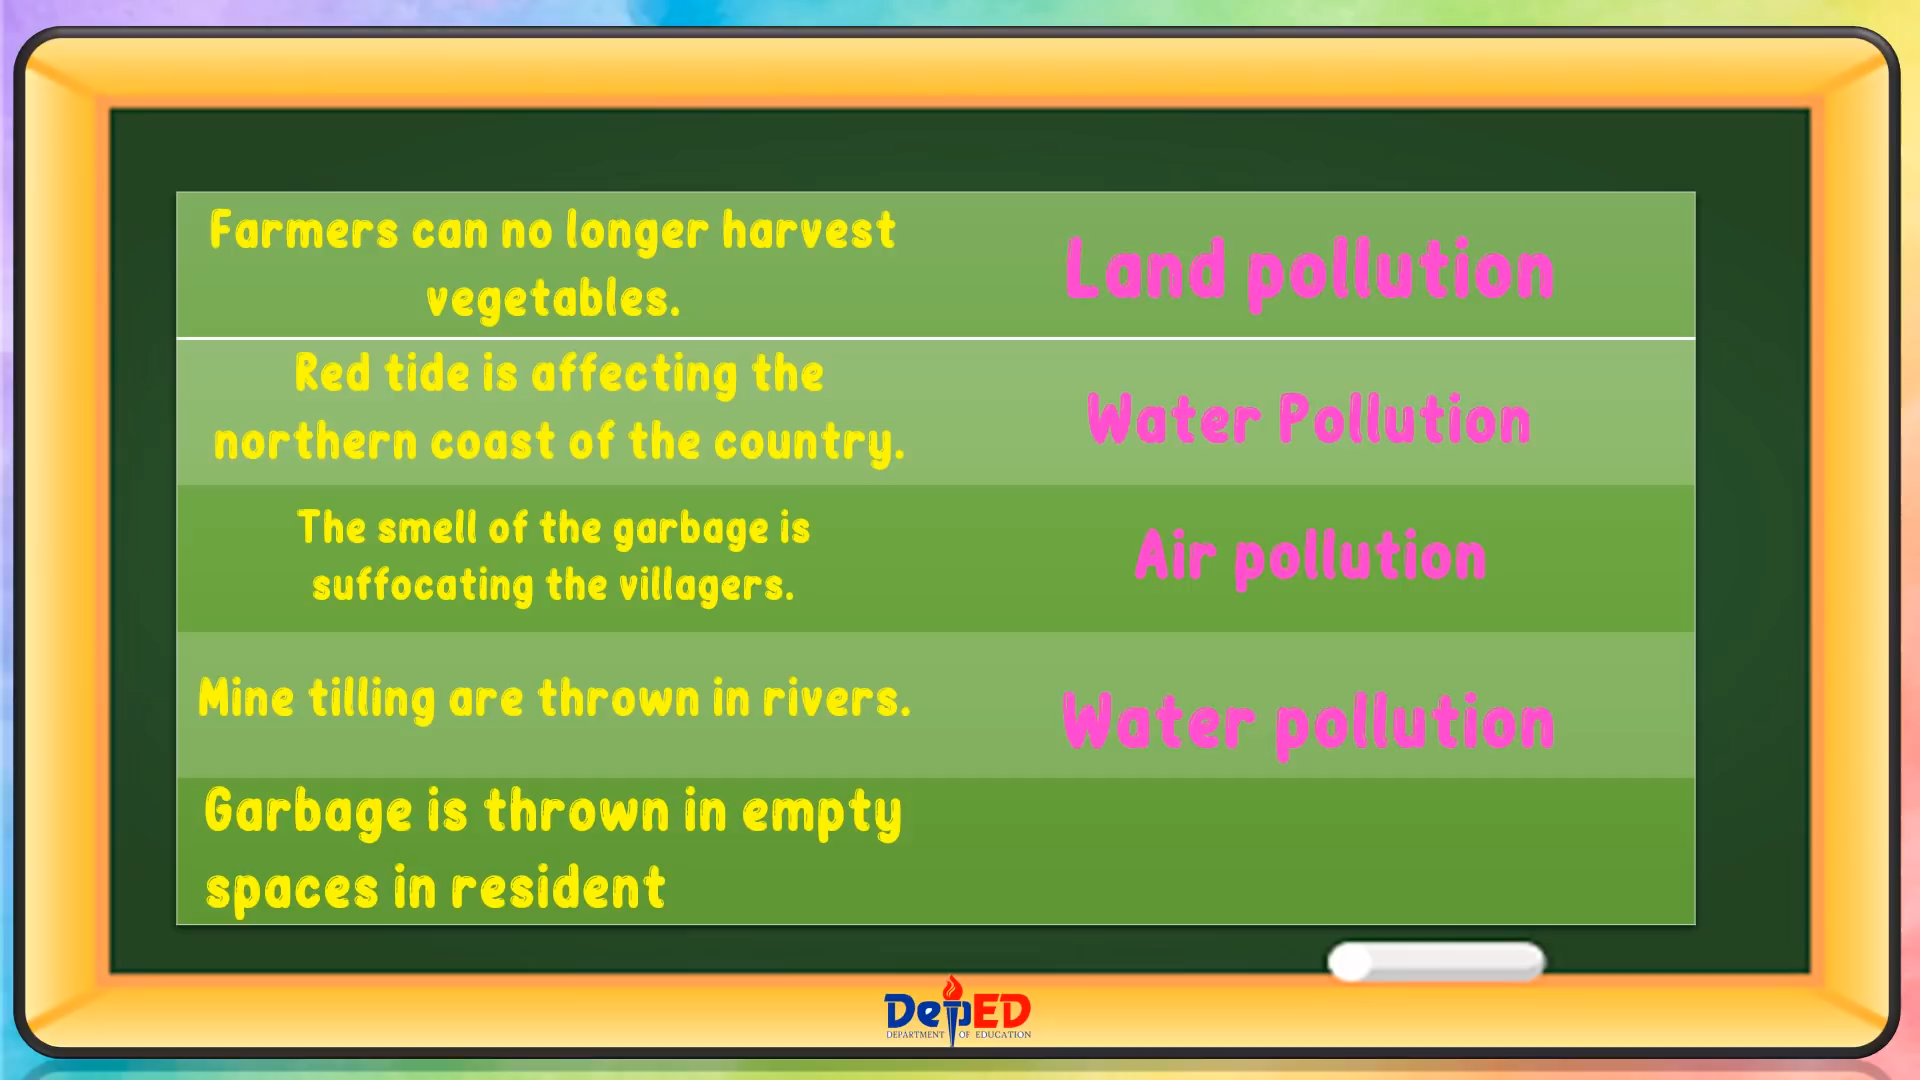 Farmers can no longer harvest
vegetables.
Land pollution
Red tide is affecting the
northern coast of the country.
Water Pollution
The smell of the garbage is
suffocating the villagers.
Air pollution
Mine tilling are thrown in rivers.
Water pollution
Garbage is thrown in empty
spaces in resident
DepED
DEPARTMENT OF EDUCATION